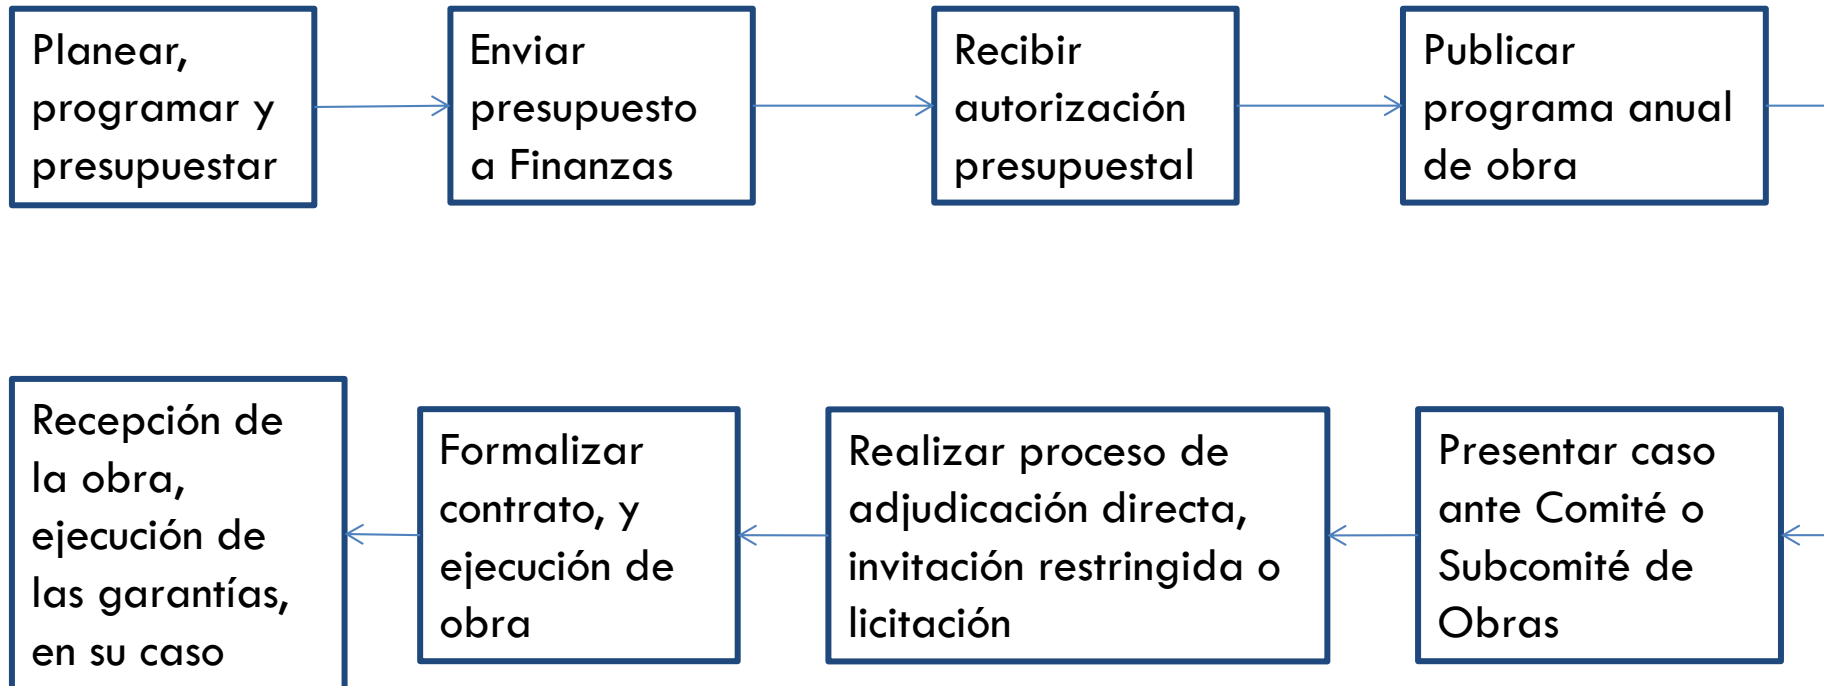 Planear,
programar y
presupuestar
Enviar
presupuesto
a Finanzas
Recibir
autorización
presupuestal
Publicar
programa anual
de obra
Presentar caso
ante Comité o
Subcomité de
Obras
Realizar proceso de
adjudicación directa,
invitación restringida o
licitación
Formalizar
contrato, y
ejecución de
obra
Recepción de
la obra,
ejecución de
las garantías,
en su caso